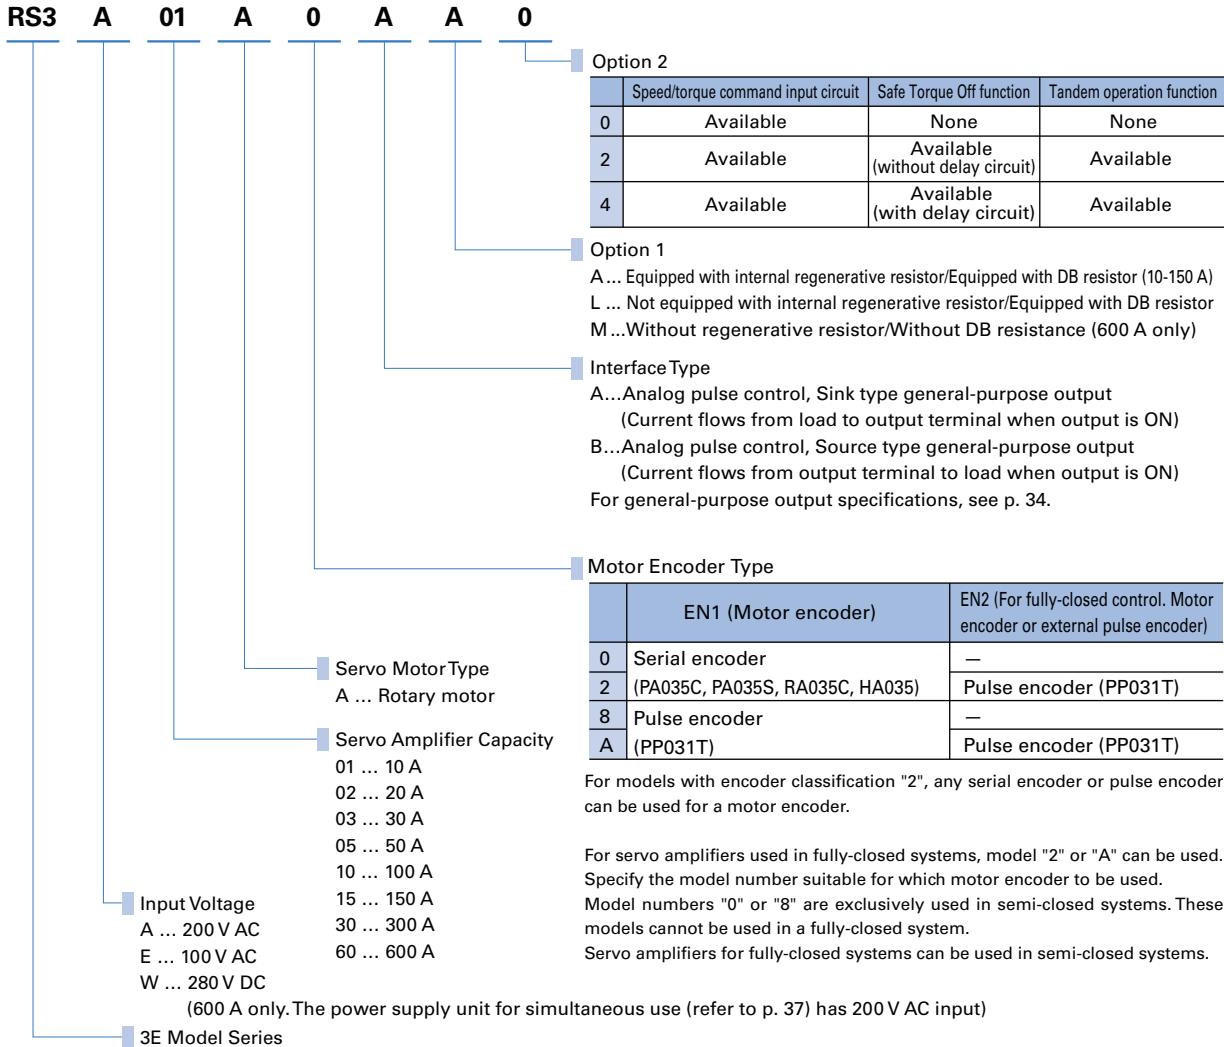 RS3 A 01 A 0 A A 0
Option 2
Speed/torque command input circuit Safe Torque Off function Tandem operation function
0 Available None None
2 Available Available (without delay circuit) Available
4 Available Available (with delay circuit) Available
Option 1
A ... Equipped with internal regenerative resistor/Equipped with DB resistor (10-150 A)
L ... Not equipped with internal regenerative resistor/Equipped with DB resistor
M ...Without regenerative resistor/Without DB resistance (600 A only)
Interface Type
A...Analog pulse control, Sink type general-purpose output
(Current flows from load to output terminal when output is ON)
B...Analog pulse control, Source type general-purpose output
(Current flows from output terminal to load when output is ON)
For general-purpose output specifications, see p. 34.
Motor Encoder Type
EN1 (Motor encoder) EN2 (For fully-closed control. Motor encoder or external pulse encoder)
0 Serial encoder —
2 (PA035C, PA035S, RA035C, HA035) Pulse encoder (PP031T)
8 Pulse encoder —
A (PP031T) Pulse encoder (PP031T)
For models with encoder classification "2", any serial encoder or pulse encoder
can be used for a motor encoder.
For servo amplifiers used in fully-closed systems, model "2" or "A" can be used.
Specify the model number suitable for which motor encoder to be used.
Model numbers "0" or "8" are exclusively used in semi-closed systems. These
models cannot be used in a fully-closed system.
Servo amplifiers for fully-closed systems can be used in semi-closed systems.
Servo Motor Type
A ... Rotary motor
Servo Amplifier Capacity
01 ... 10 A
02 ... 20 A
03 ... 30 A
05 ... 50 A
10 ... 100 A
15 ... 150 A
30 ... 300 A
60 ... 600 A
Input Voltage
A ... 200 V AC
E ... 100 V AC
W ... 280 V DC
(600 A only. The power supply unit for simultaneous use (refer to p. 37) has 200 V AC input)
3E Model Series